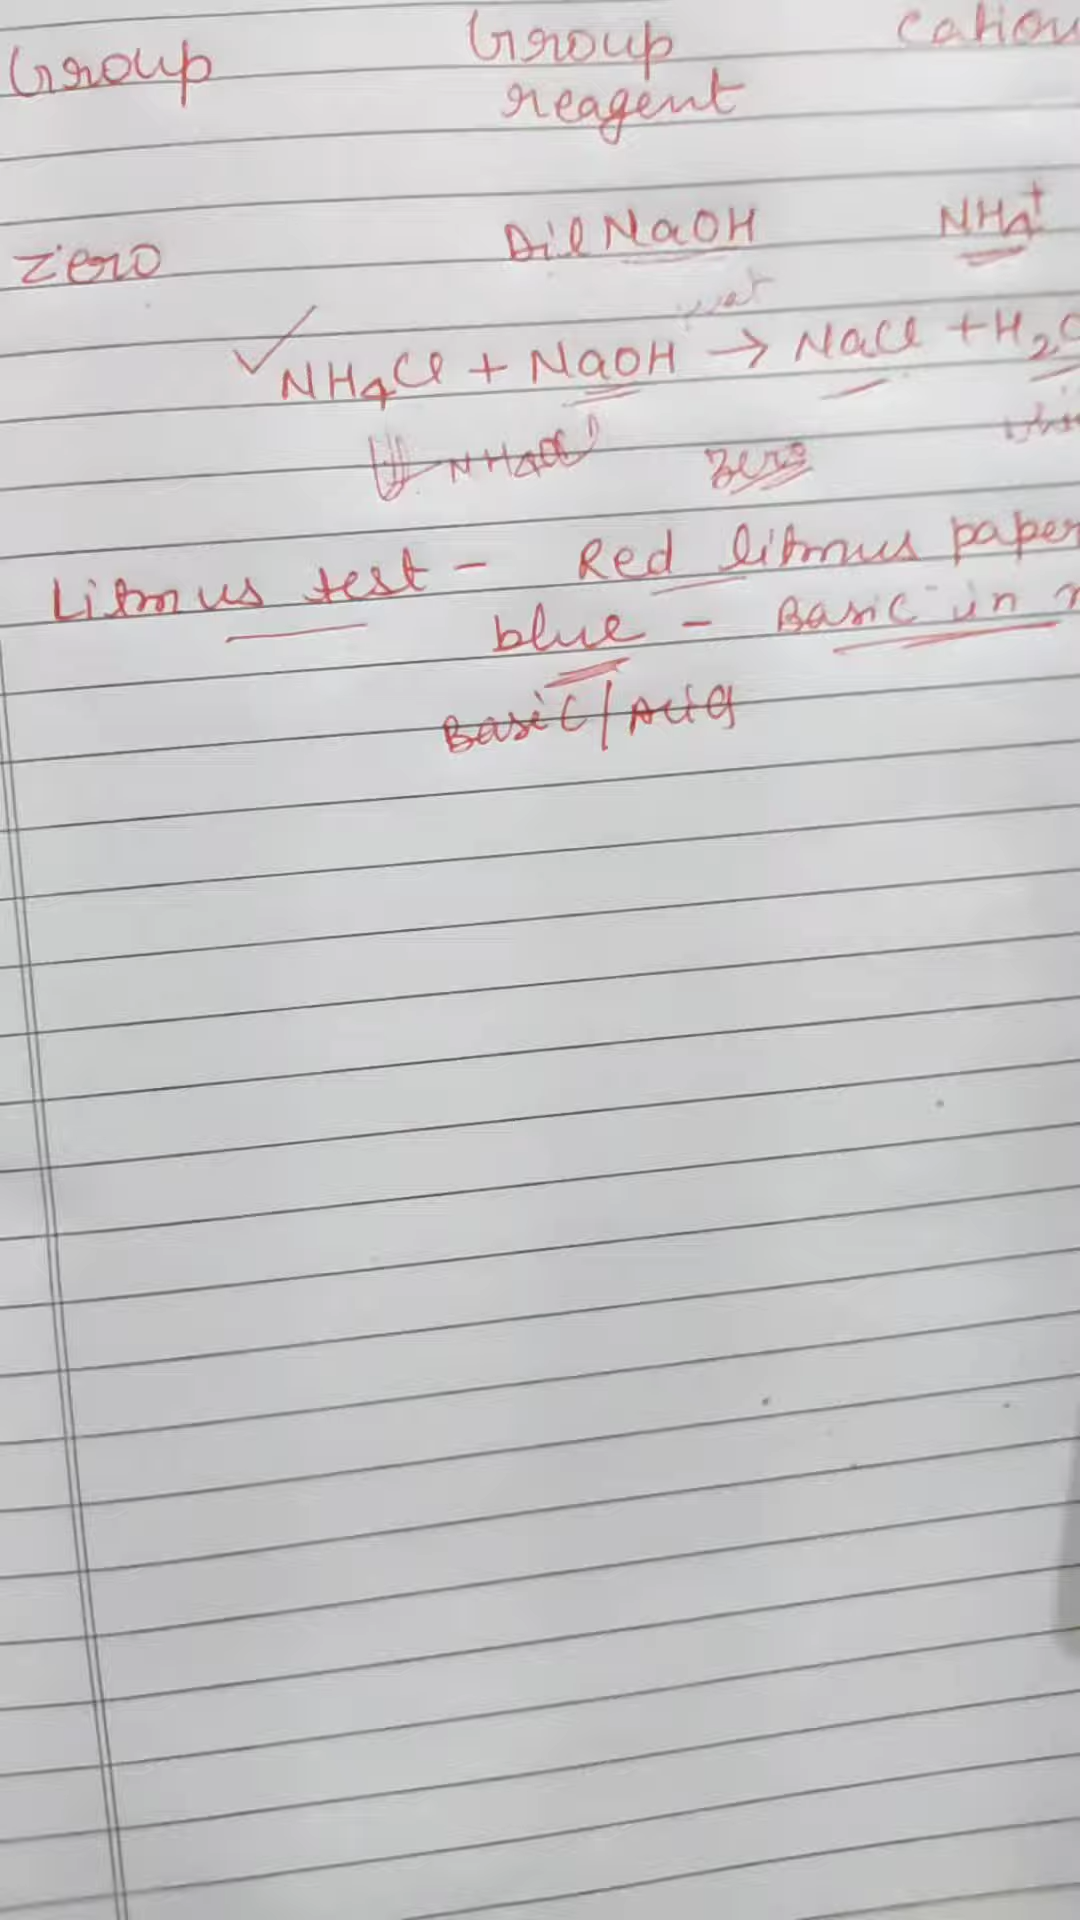 Group Group cation
reagent
Zero Dil NaOH NH4+
NH4Cl + NaOH → NaCl + H2O
NH4Cl Zero
Litmus test - Red litmus paper
blue - Basic in
Basic/Acid